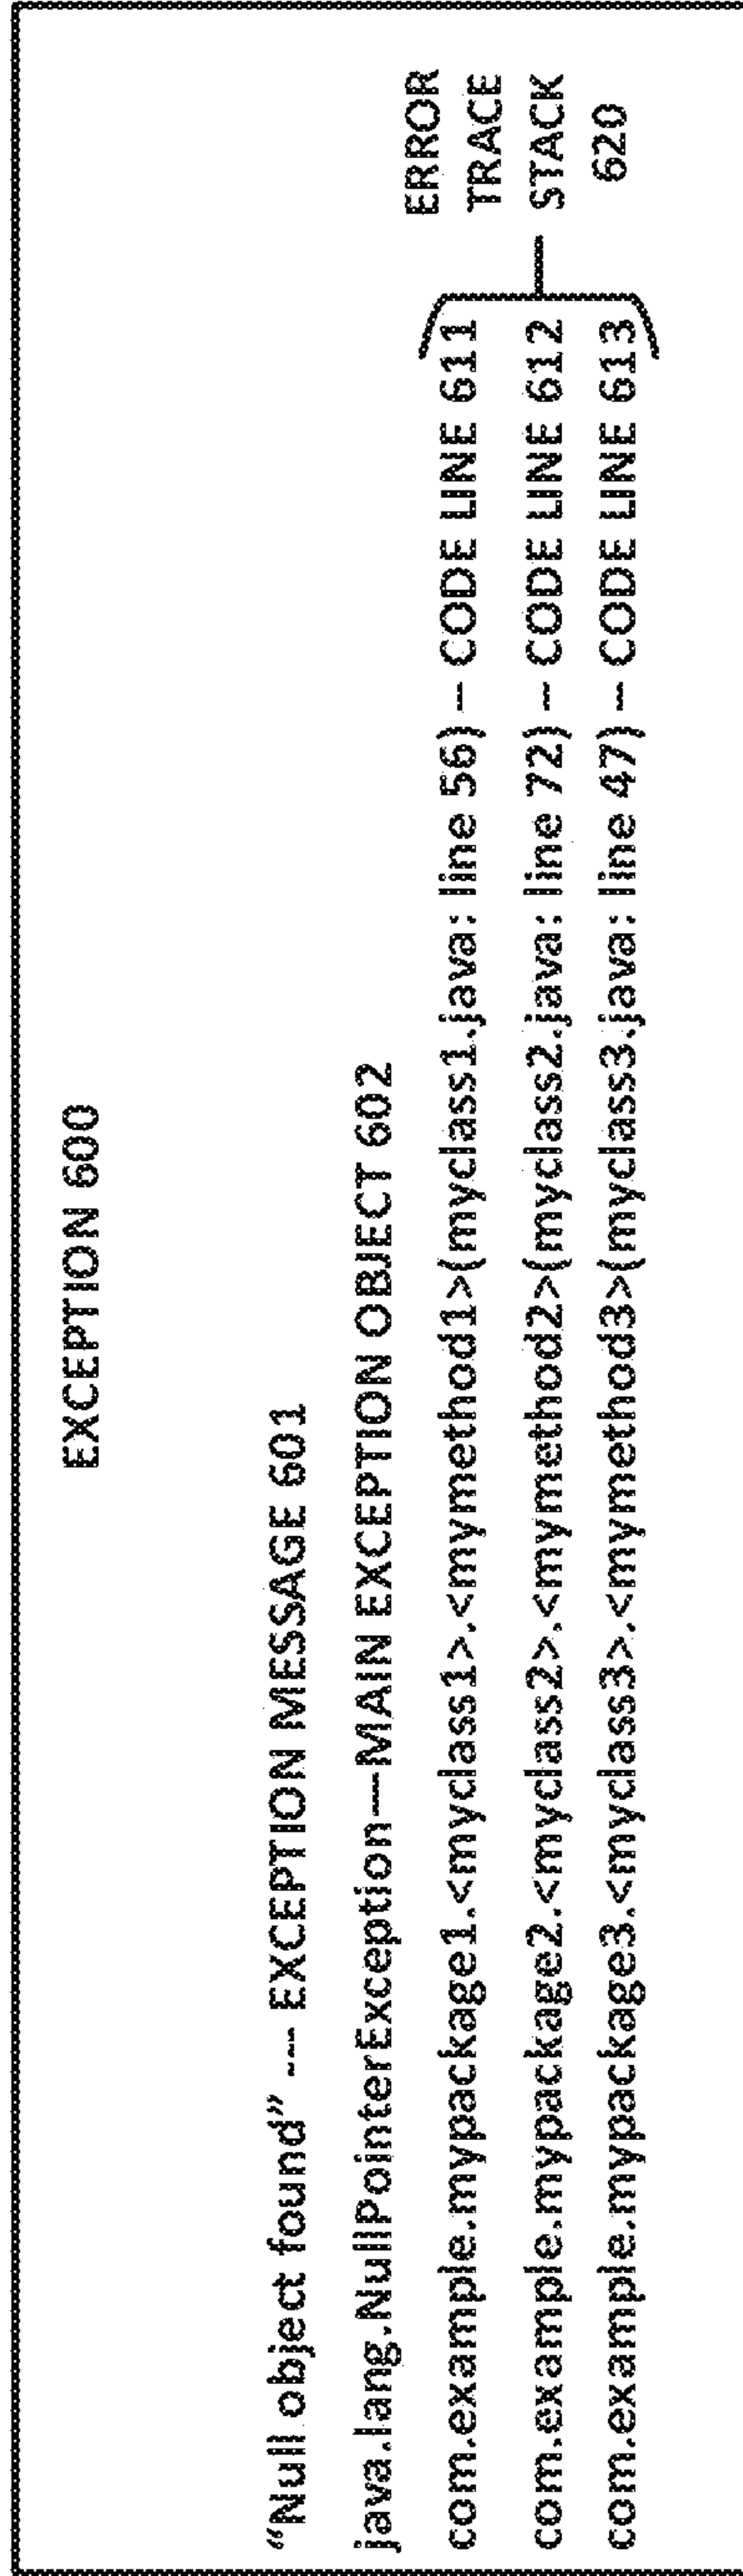 EXCEPTION 600
“Null object found” --- EXCEPTION MESSAGE 601
java.lang.NullPointerException—MAIN EXCEPTION OBJECT 602
com.example.mypackage1.<myclass1>.<mymethod1>(myclass1.java: line 56) – CODE LINE 611
com.example.mypackage2.<myclass2>.<mymethod2>(myclass2.java: line 72) – CODE LINE 612
com.example.mypackage3.<myclass3>.<mymethod3>(myclass3.java: line 47) – CODE LINE 613
ERROR
TRACE
STACK
620